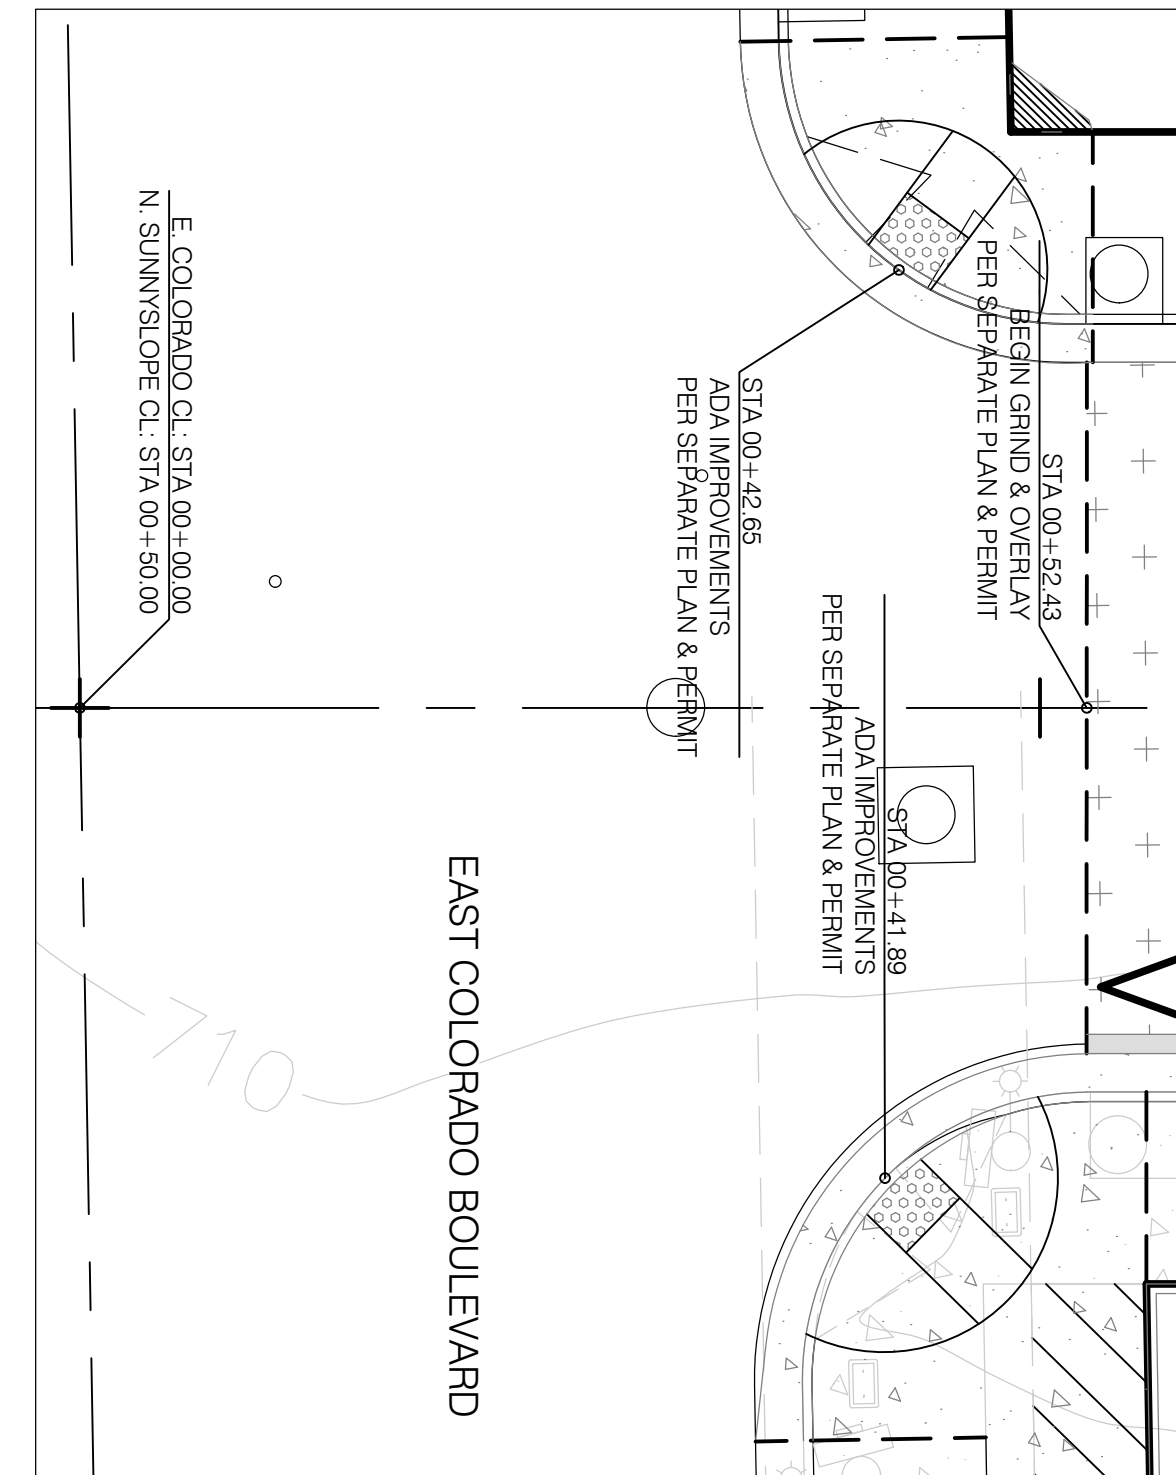 E. COLORADO CL: STA 00+00.00
N. SUNNYSLOPE CL: STA 00+50.00
STA 00+42.65
ADA IMPROVEMENTS
PER SEPARATE PLAN & PERMIT
STA 00+52.43
BEGIN GRIND & OVERLAY
PER SEPARATE PLAN & PERMIT
STA 00+41.89
ADA IMPROVEMENTS
PER SEPARATE PLAN & PERMIT
EAST COLORADO BOULEVARD
710